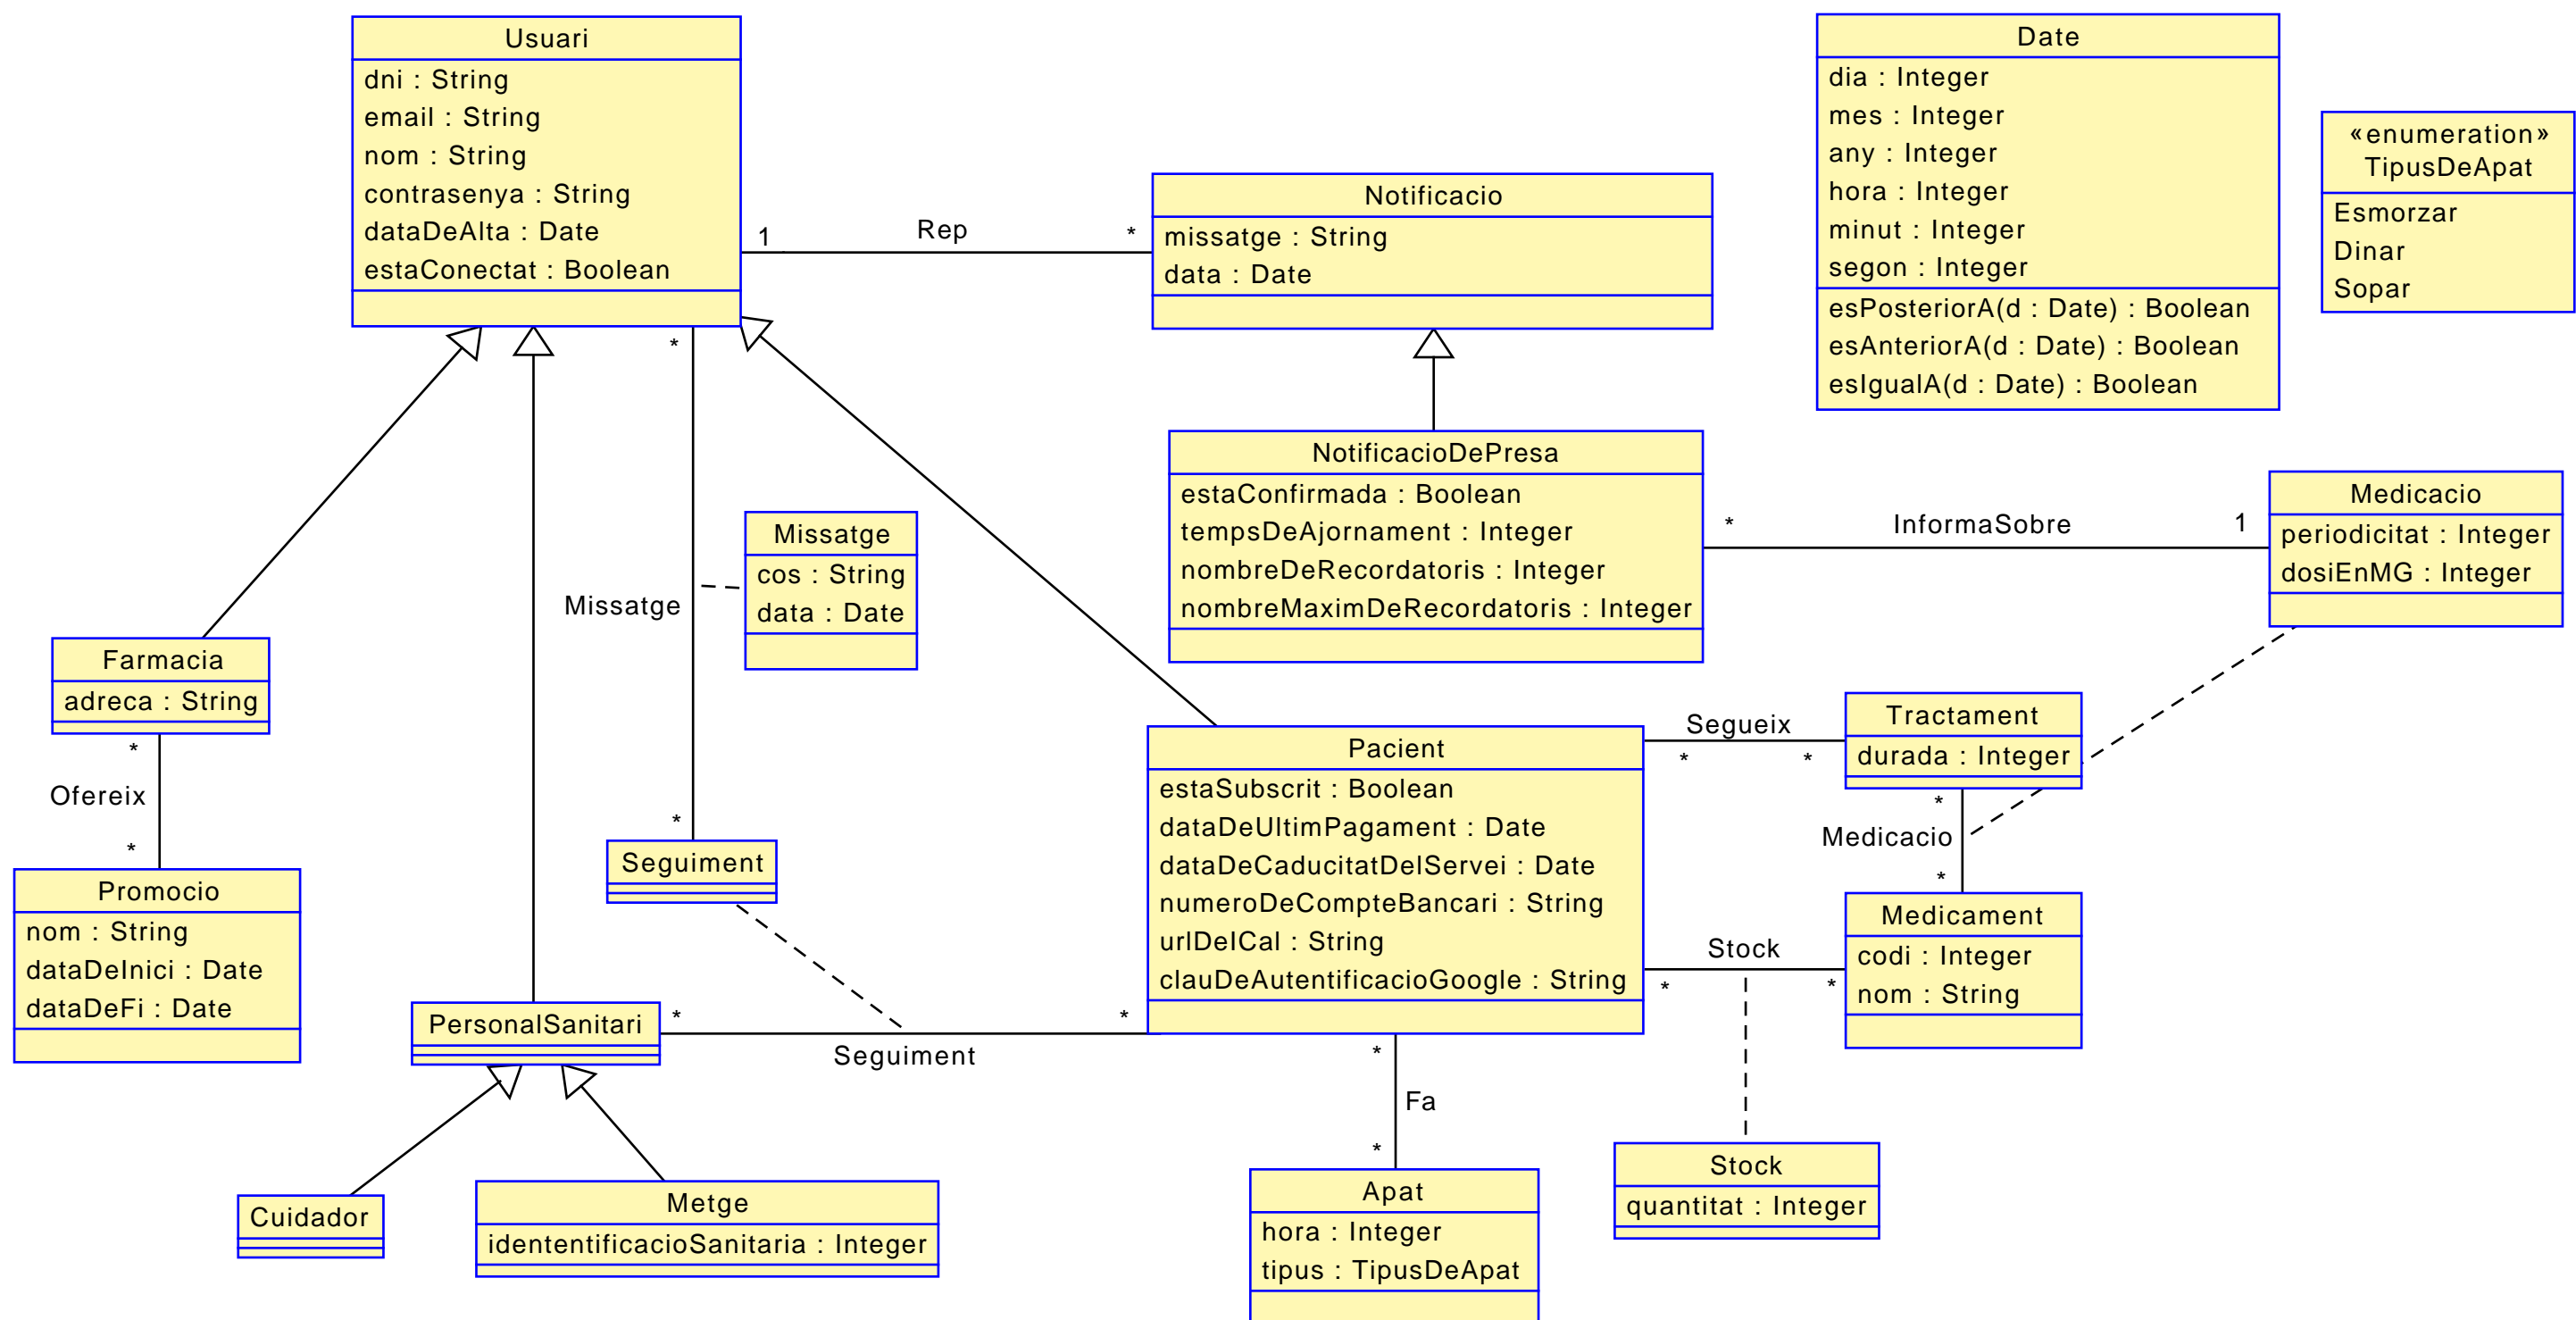 Usuari
dni : String
email : String
nom : String
contrasenya : String
dataDeAlta : Date
estaConectat : Boolean
1
Rep
*
Notificacio
missatge : String
data : Date
Date
dia : Integer
mes : Integer
any : Integer
hora : Integer
minut : Integer
segon : Integer
esPosteriorA(d : Date) : Boolean
esAnteriorA(d : Date) : Boolean
esIgualA(d : Date) : Boolean
«enumeration»
TipusDeApat
Esmorzar
Dinar
Sopar
*
NotificacioDePresa
estaConfirmada : Boolean
tempsDeAjornament : Integer
nombreDeRecordatoris : Integer
nombreMaximDeRecordatoris : Integer
*
InformaSobre
1
Medicacio
periodicitat : Integer
dosiEnMG : Integer
Missatge
cos : String
data : Date
Missatge
Farmacia
adreca : String
*
Ofereix
*
Promocio
nom : String
dataDeInici : Date
dataDeFi : Date
*
Seguiment
Pacient
estaSubscrit : Boolean
dataDeUltimPagament : Date
dataDeCaducitatDelServei : Date
numeroDeCompteBancari : String
urlDeICal : String
clauDeAutentificacioGoogle : String
Segueix
*
*
Tractament
durada : Integer
*
Medicacio
*
Medicament
codi : Integer
nom : String
Stock
*
*
PersonalSanitari
*
*
Seguiment
*
Fa
*
Stock
quantitat : Integer
Cuidador
Metge
idententificacioSanitaria : Integer
Apat
hora : Integer
tipus : TipusDeApat